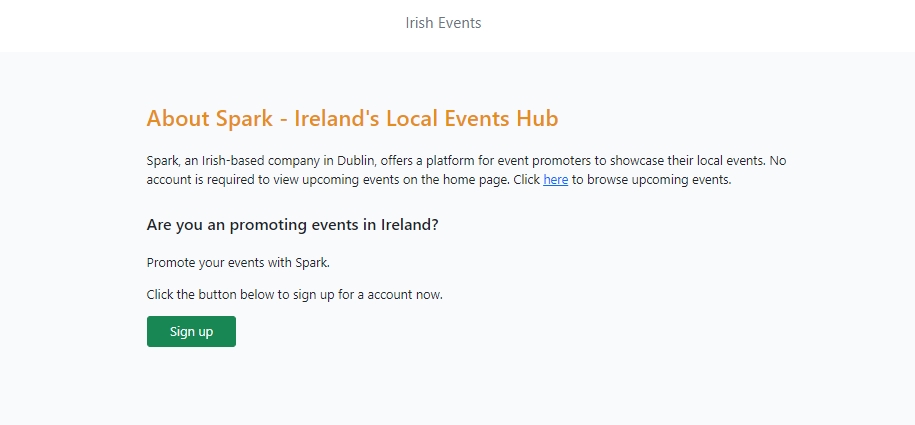 Irish Events
About Spark - Ireland's Local Events Hub
Spark, an Irish-based company in Dublin, offers a platform for event promoters to showcase their local events. No
account is required to view upcoming events on the home page. Click here to browse upcoming events.
Are you an promoting events in Ireland?
Promote your events with Spark.
Click the button below to sign up for a account now.
Sign up